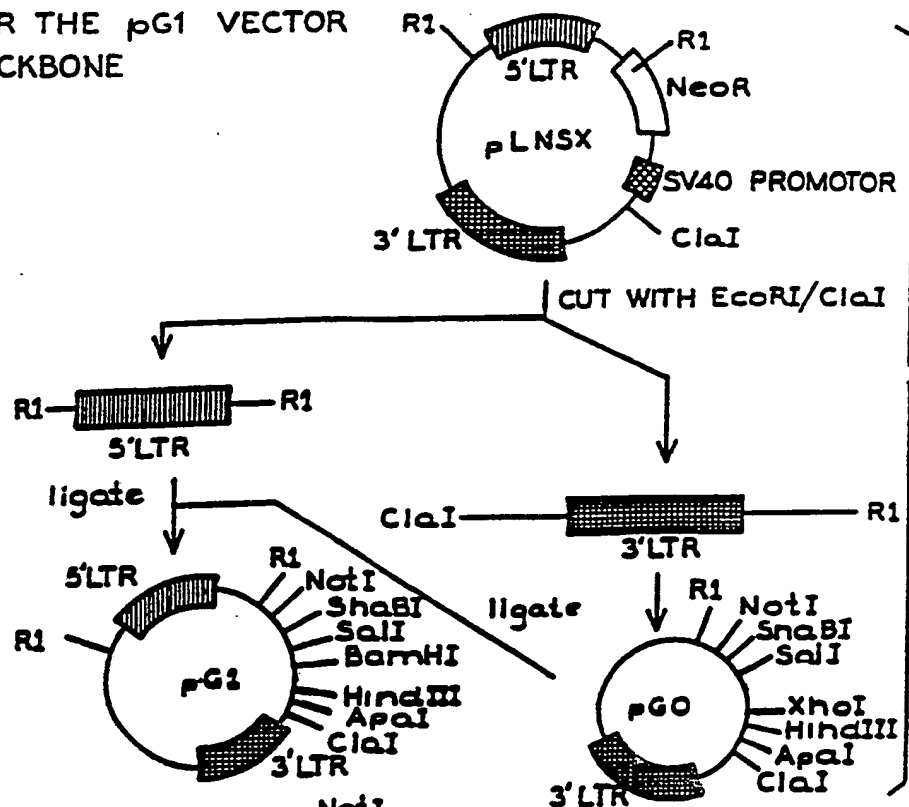 R THE pG1 VECTOR
CKBONE
R1
5'LTR
R1
NeoR
pLNSX
SV40 PROMOTOR
3' LTR
ClaI
CUT WITH EcoRI/ClaI
R1
R1
5'LTR
ligate
ClaI
R1
3'LTR
5'LTR
R1
NotI
ShaBI
SalI
BamHI
R1
pG1
HindIII
ApaI
ClaI
3'LTR
ligate
R1
NotI
SnaBI
SalI
pG0
XhoI
HindIII
ApaI
ClaI
3'LTR
NotI